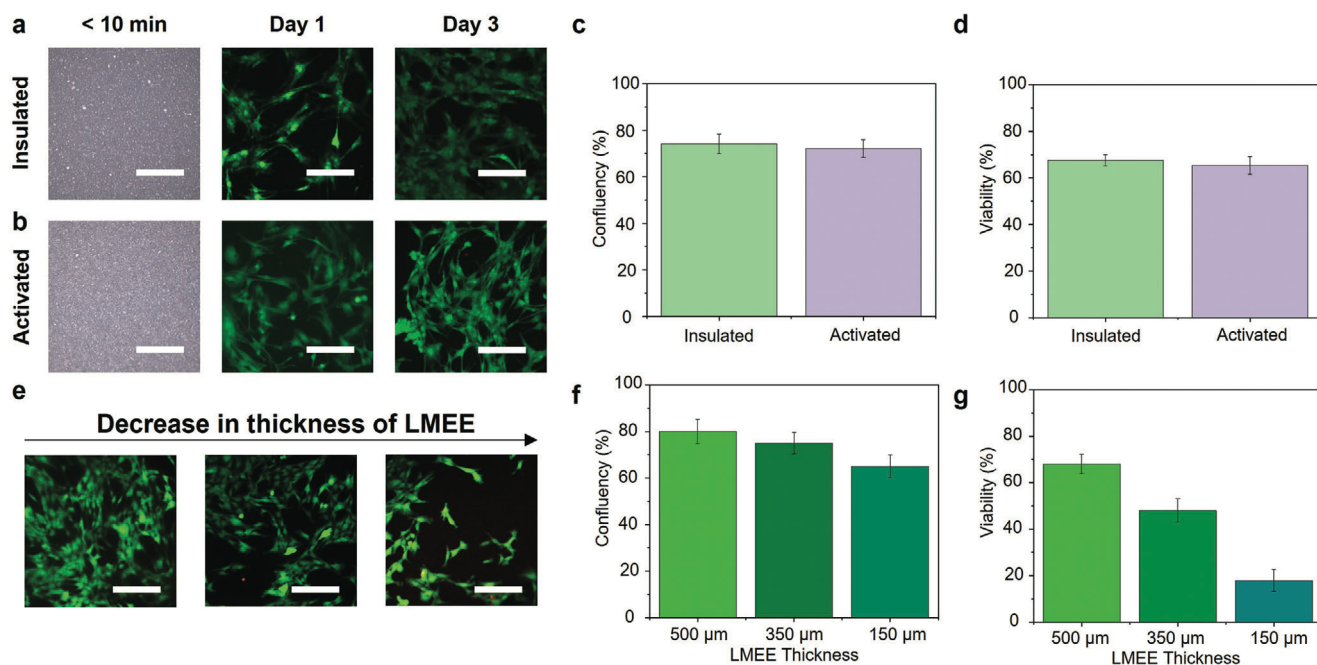 a
< 10 min
Day 1
Day 3
Insulated
b
Activated
c
100
80
60
40
20
0
Confluency (%)
Insulated
Activated
d
100
80
60
40
20
0
Viability (%)
Insulated
Activated
e
Decrease in thickness of LMEE
f
100
80
60
40
20
0
Confluency (%)
500 µm
350 µm
150 µm
LMEE Thickness
g
100
80
60
40
20
0
Viability (%)
500 µm
350 µm
150 µm
LMEE Thickness